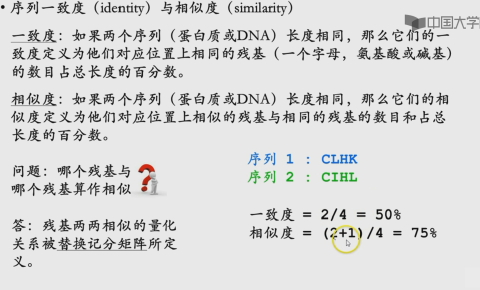 • 序列一致度（identity）与相似度（similarity）
中国大学
一致度：如果两个序列（蛋白质或DNA）长度相同，那么它们的一
致度定义为他们对应位置上相同的残基（一个字母，氨基酸或碱基）
的数目占总长度的百分数。
相似度：如果两个序列（蛋白质或DNA）长度相同，那么它们的相
似度定义为他们对应位置上相似的残基与相同的残基的数目和占总
长度的百分数。
问题：哪个残基与
哪个残基算作相似
?
答：残基两两相似的量化
关系被替换记分矩阵所定
义。
序列 1 : CLHK
序列 2 : CIHL
一致度 = 2/4 = 50%
相似度 = (2+1)/4 = 75%